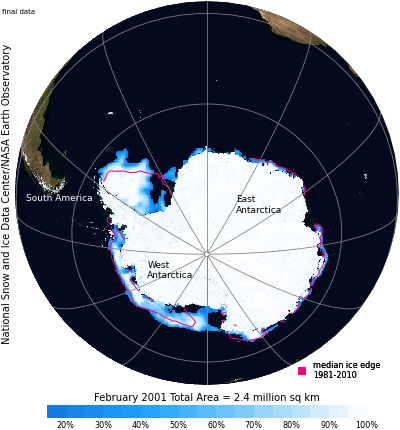 final data
National Snow and Ice Data Center/NASA Earth Observatory
South America
East
Antarctica
West
Antarctica
median ice edge
1981-2010
February 2001 Total Area = 2.4 million sq km
20% 30% 40% 50% 60% 70% 80% 90% 100%